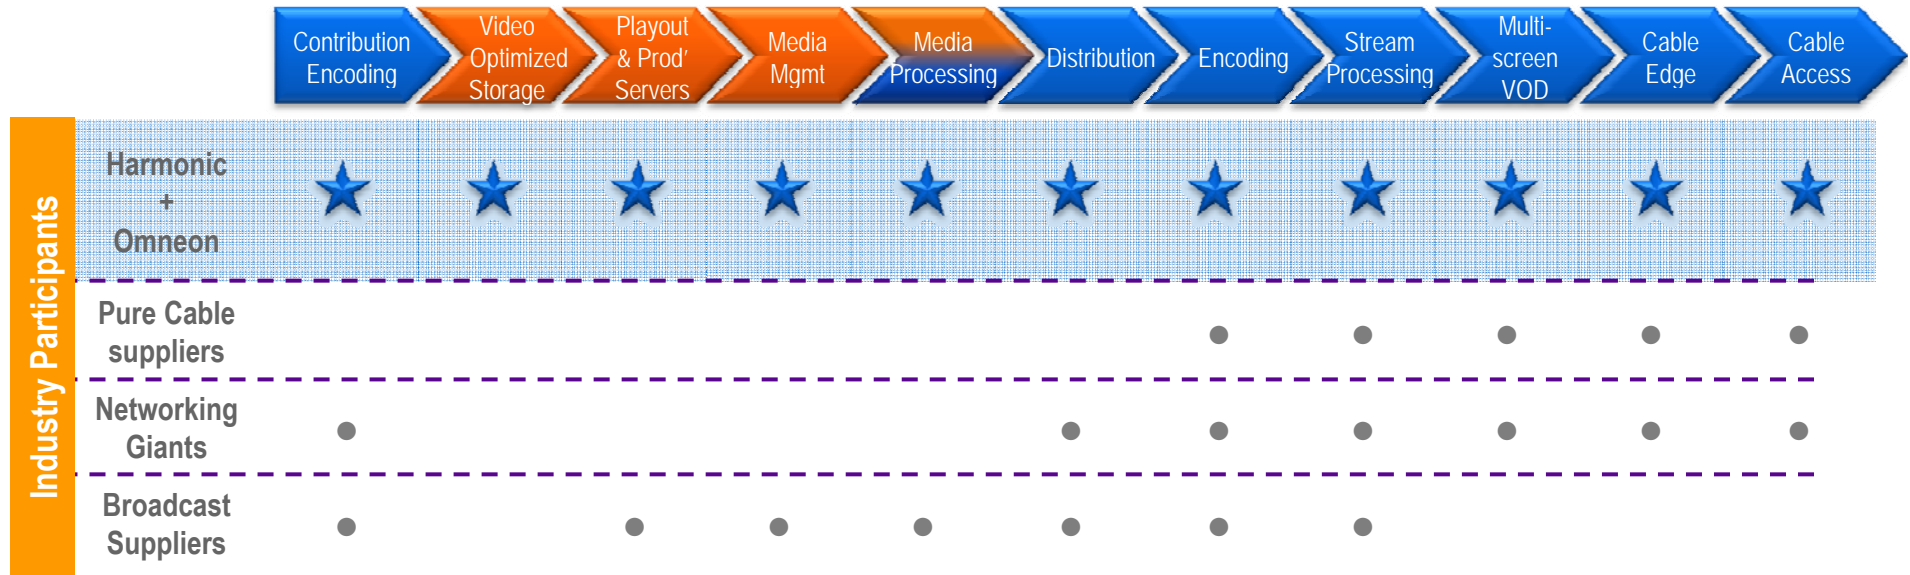 Contribution
Encoding
Video
Optimized
Storage
Playout
& Prod'
Servers
Media
Mgmt
Media
Processing
Distribution
Encoding
Stream
Processing
Multi-
screen
VOD
Cable
Edge
Cable
Access
Industry Participants
Harmonic
+
Omneon
Pure Cable
suppliers
Networking
Giants
Broadcast
Suppliers